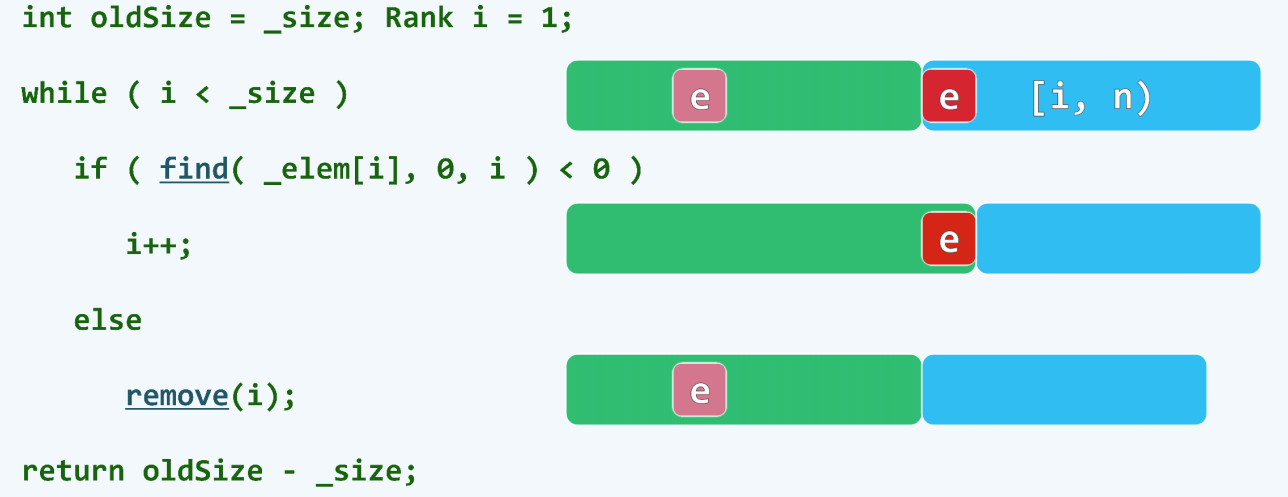 int oldSize = _size; Rank i = 1;
while ( i < _size )
e e [i, n)
if ( find( _elem[i], 0, i ) < 0 )
i++;
e
else
remove(i);
e
return oldSize - _size;